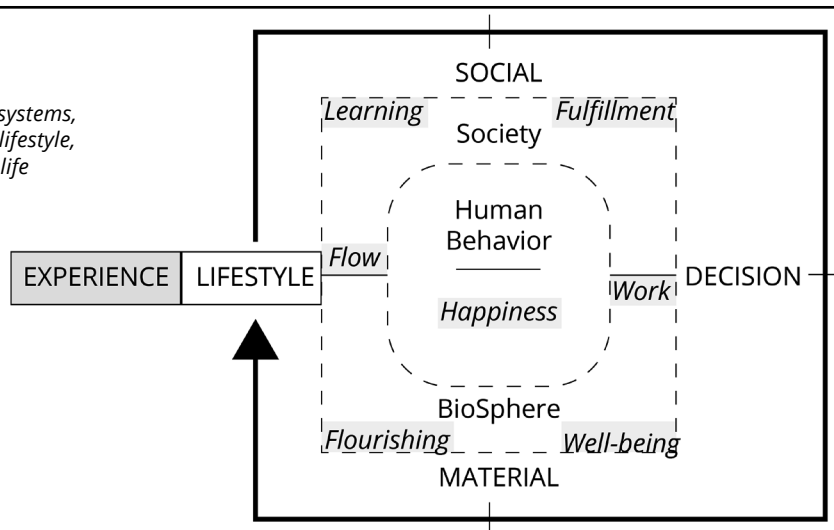 SOCIAL
systems,
lifestyle,
life
Learning
Fulfillment
Society
Human
Behavior
Flow
EXPERIENCE
LIFESTYLE
DECISION
Work
Happiness
BioSphere
Flourishing
Well-being
MATERIAL